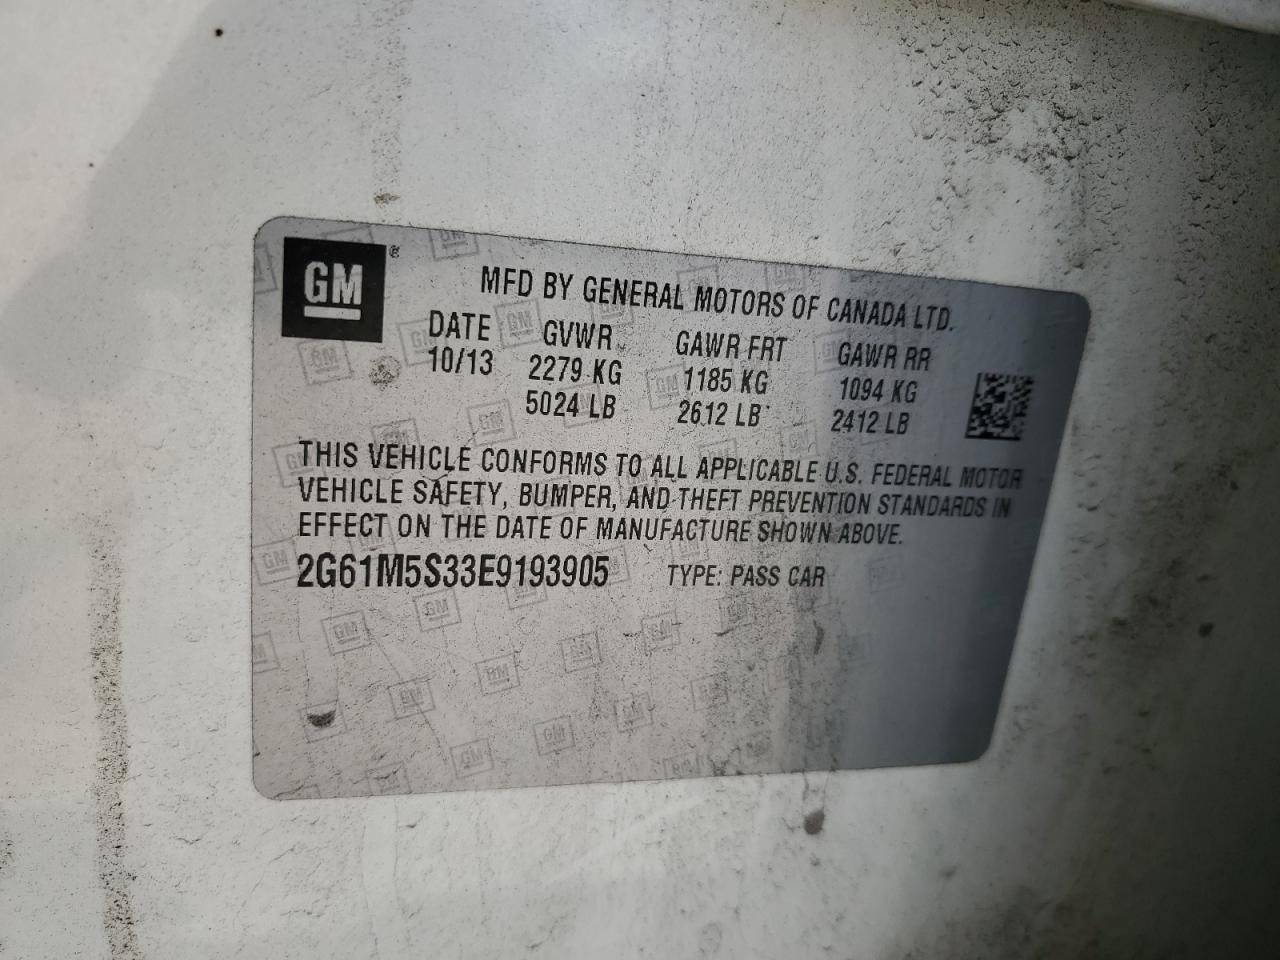 GM ®
MFD BY GENERAL MOTORS OF CANADA LTD.
DATE GVWR GAWR FRT GAWR RR
10/13 2279 KG 1185 KG 1094 KG
5024 LB 2612 LB 2412 LB
THIS VEHICLE CONFORMS TO ALL APPLICABLE U.S. FEDERAL MOTOR
VEHICLE SAFETY, BUMPER, AND THEFT PREVENTION STANDARDS IN
EFFECT ON THE DATE OF MANUFACTURE SHOWN ABOVE.
2G61M5S33E9193905 TYPE: PASS CAR